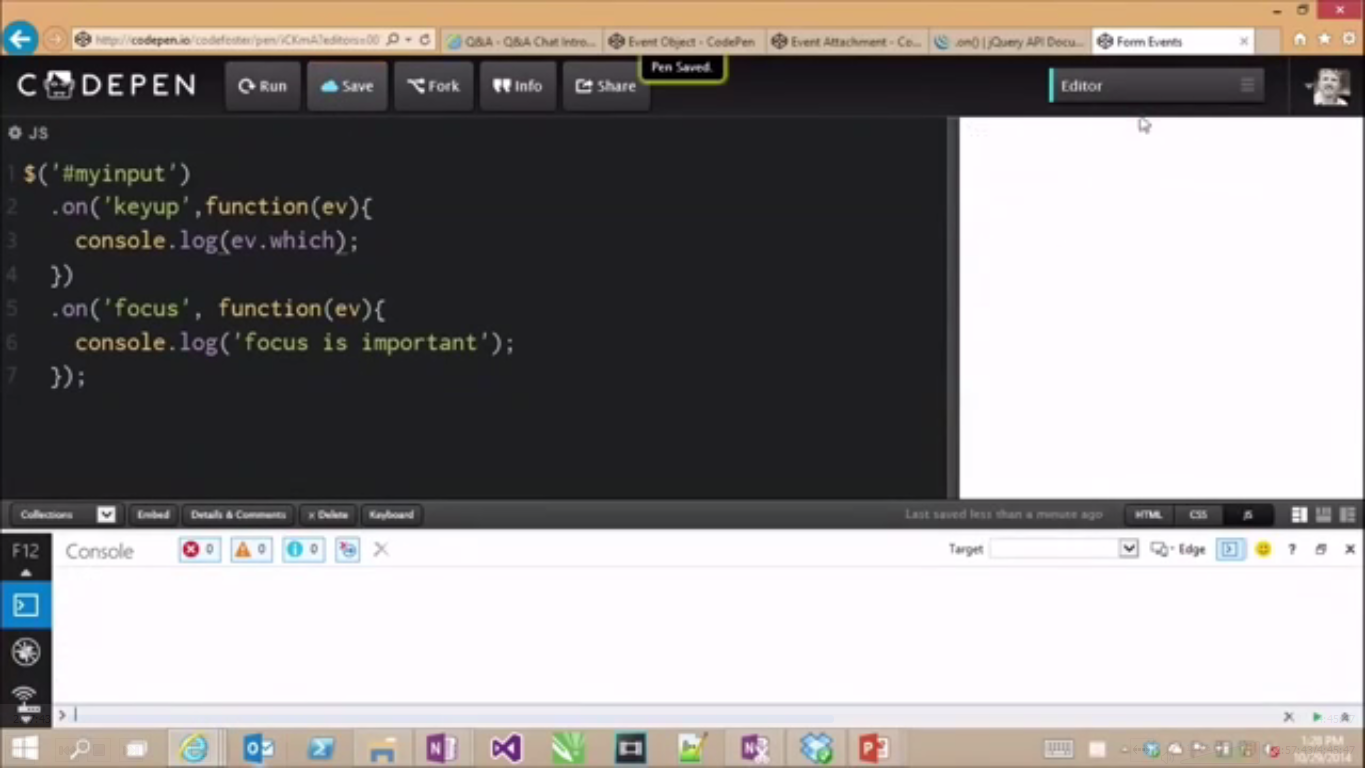 http://codepen.io/codefoster/pen/iCKmA?editors=00
Q&A - Q&A Chat Intro...
Event Object - CodePen
Event Attachment - Co...
.on() | jQuery API Docu...
Form Events
CODEPEN
Run
Save
Fork
Info
Share
Pen Saved.
Editor
JS
1 $('#myinput')
2 .on('keyup',function(ev){
3 console.log(ev.which);
4 })
5 .on('focus', function(ev){
6 console.log('focus is important');
7 });
Collections
Embed
Details & Comments
x Delete
Keyboard
Last saved less than a minute ago
HTML
CSS
JS
F12
Console
0
0
0
Target
Edge
?
1:28 PM
10/29/2014